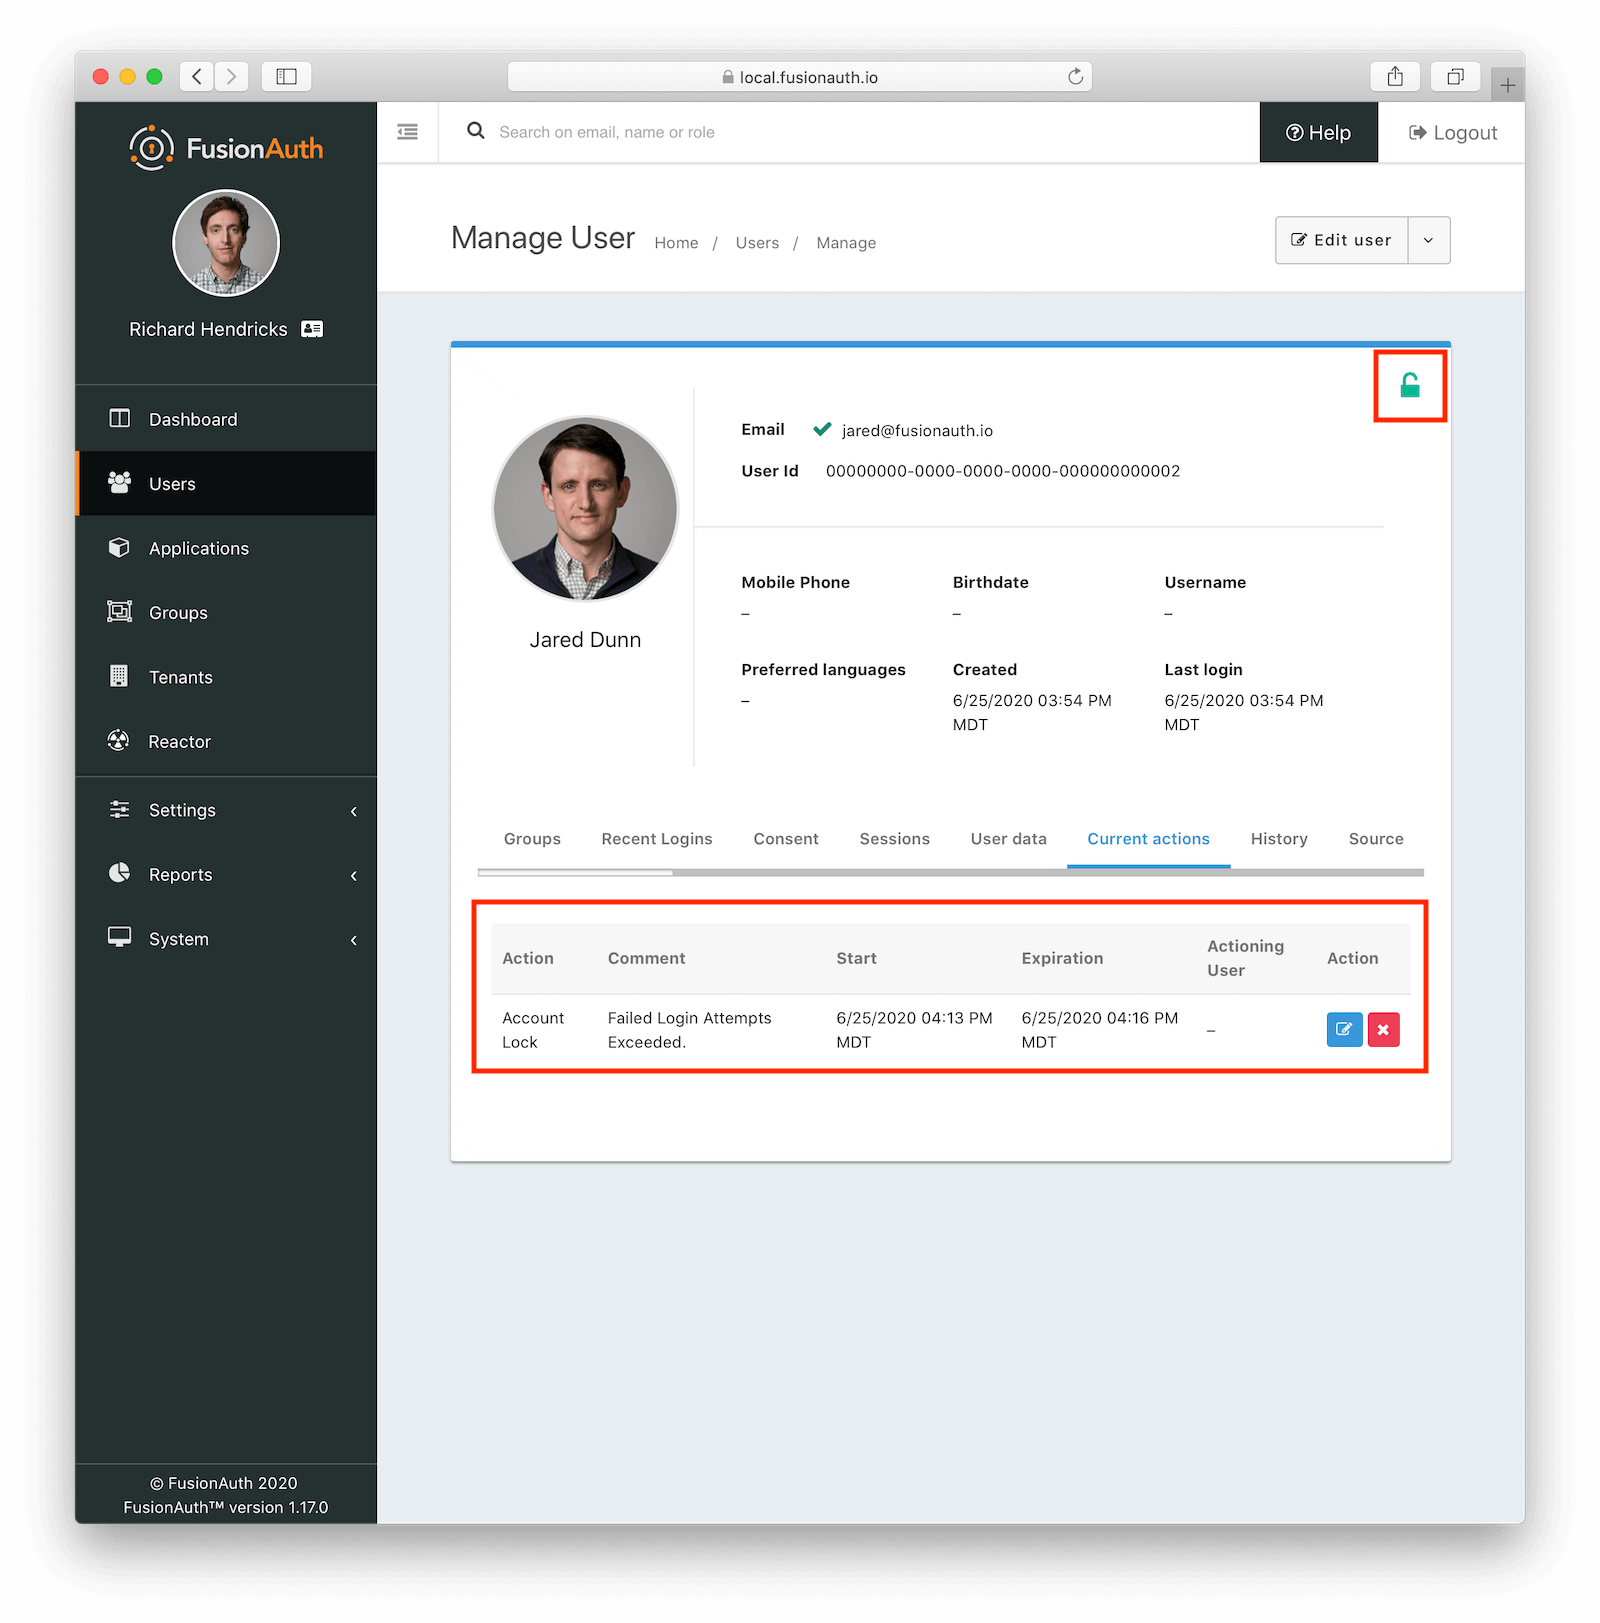 local.fusionauth.io
FusionAuth
Richard Hendricks
Dashboard
Users
Applications
Groups
Tenants
Reactor
Settings
Reports
System
© FusionAuth 2020
FusionAuth™ version 1.17.0
Search on email, name or role
Help
Logout
Manage User
Home / Users / Manage
Edit user
Jared Dunn
Email jared@fusionauth.io
User Id 00000000-0000-0000-0000-000000000002
Mobile Phone Birthdate Username
– – –
Preferred languages Created Last login
– 6/25/2020 03:54 PM 6/25/2020 03:54 PM
MDT MDT
Groups Recent Logins Consent Sessions User data Current actions History Source
Action Comment Start Expiration Actioning User Action
Account Failed Login Attempts 6/25/2020 04:13 PM 6/25/2020 04:16 PM –
Lock Exceeded. MDT MDT